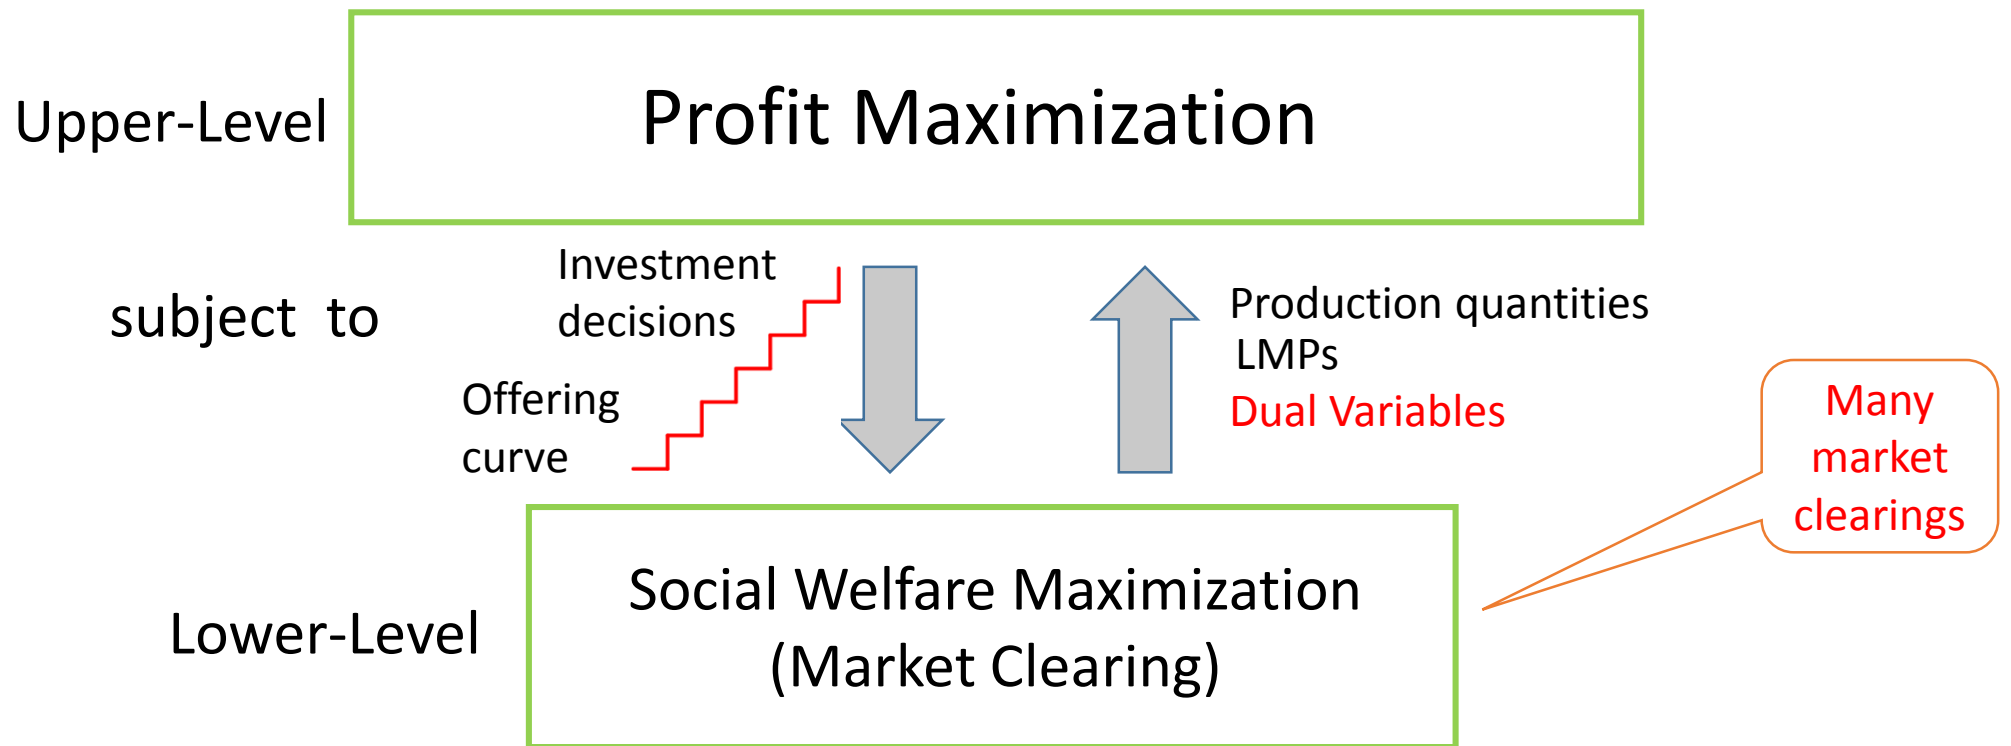 Upper-Level
Profit Maximization
subject to
Investment
decisions
Offering
curve
Production quantities
LMPs
Dual Variables
Many
market
clearings
Lower-Level
Social Welfare Maximization
(Market Clearing)